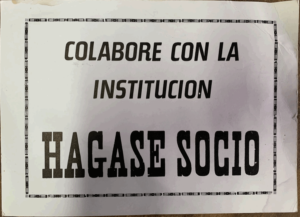 COLABORE CON LA
INSTITUCION
HAGASE SOCIO